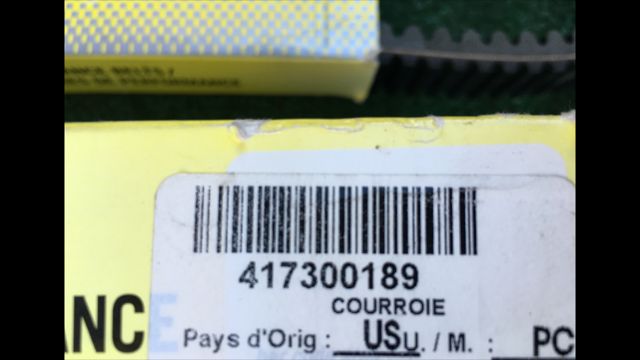 417300189
COURROIE
ANCE
Pays d'Orig : US U. / M. : PC